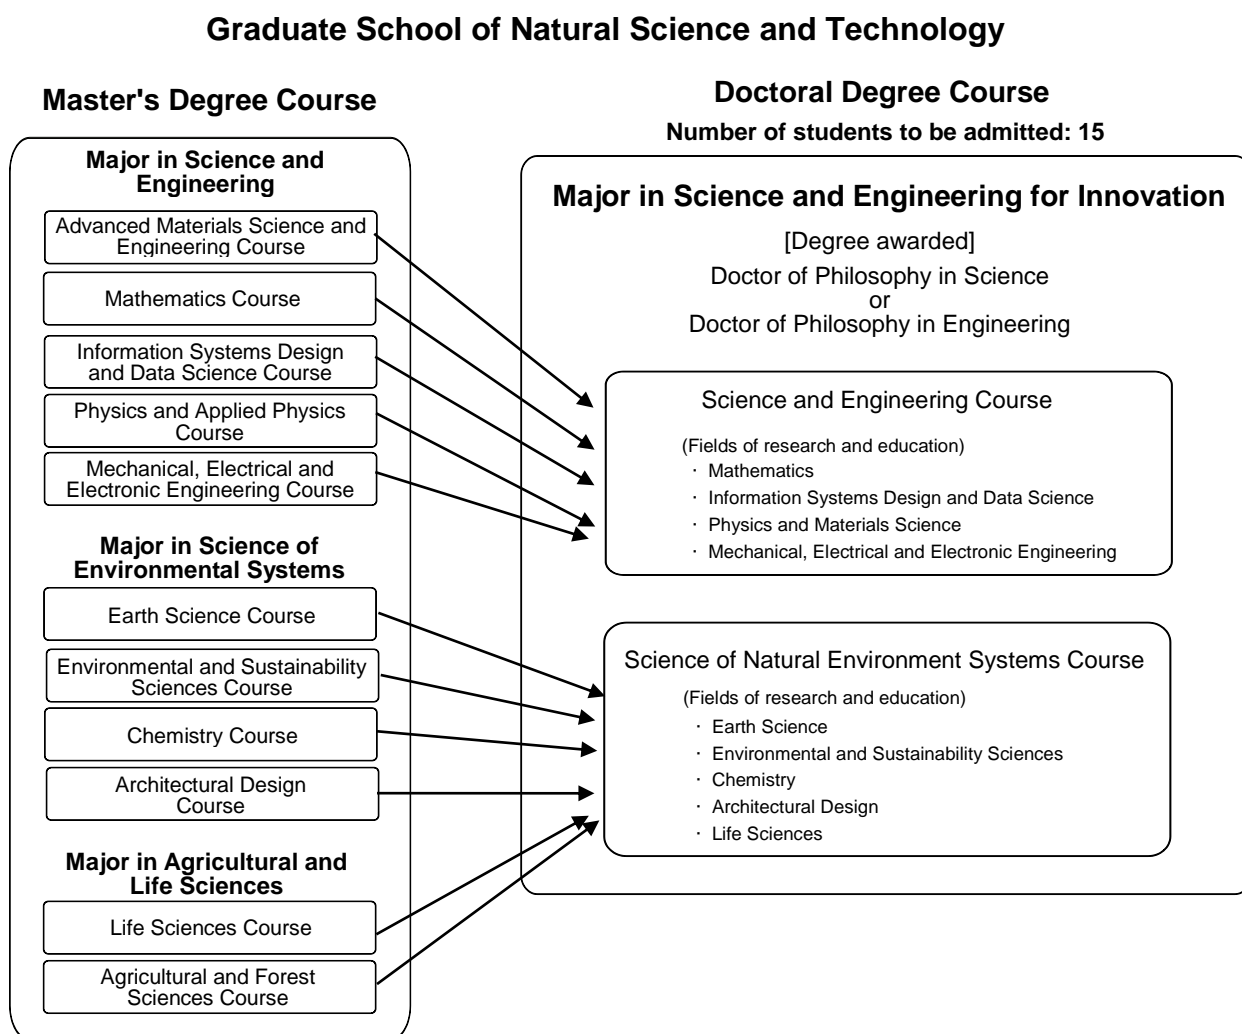 Graduate School of Natural Science and Technology
Master's Degree Course
Major in Science and
Engineering
Advanced Materials Science and
Engineering Course
Mathematics Course
Information Systems Design
and Data Science Course
Physics and Applied Physics
Course
Mechanical, Electrical and
Electronic Engineering Course
Major in Science of
Environmental Systems
Earth Science Course
Environmental and Sustainability
Sciences Course
Chemistry Course
Architectural Design
Course
Major in Agricultural and
Life Sciences
Life Sciences Course
Agricultural and Forest
Sciences Course
Doctoral Degree Course
Number of students to be admitted: 15
Major in Science and Engineering for Innovation
[Degree awarded]
Doctor of Philosophy in Science
or
Doctor of Philosophy in Engineering
Science and Engineering Course
(Fields of research and education)
・ Mathematics
・ Information Systems Design and Data Science
・ Physics and Materials Science
・ Mechanical, Electrical and Electronic Engineering
Science of Natural Environment Systems Course
(Fields of research and education)
・ Earth Science
・ Environmental and Sustainability Sciences
・ Chemistry
・ Architectural Design
・ Life Sciences